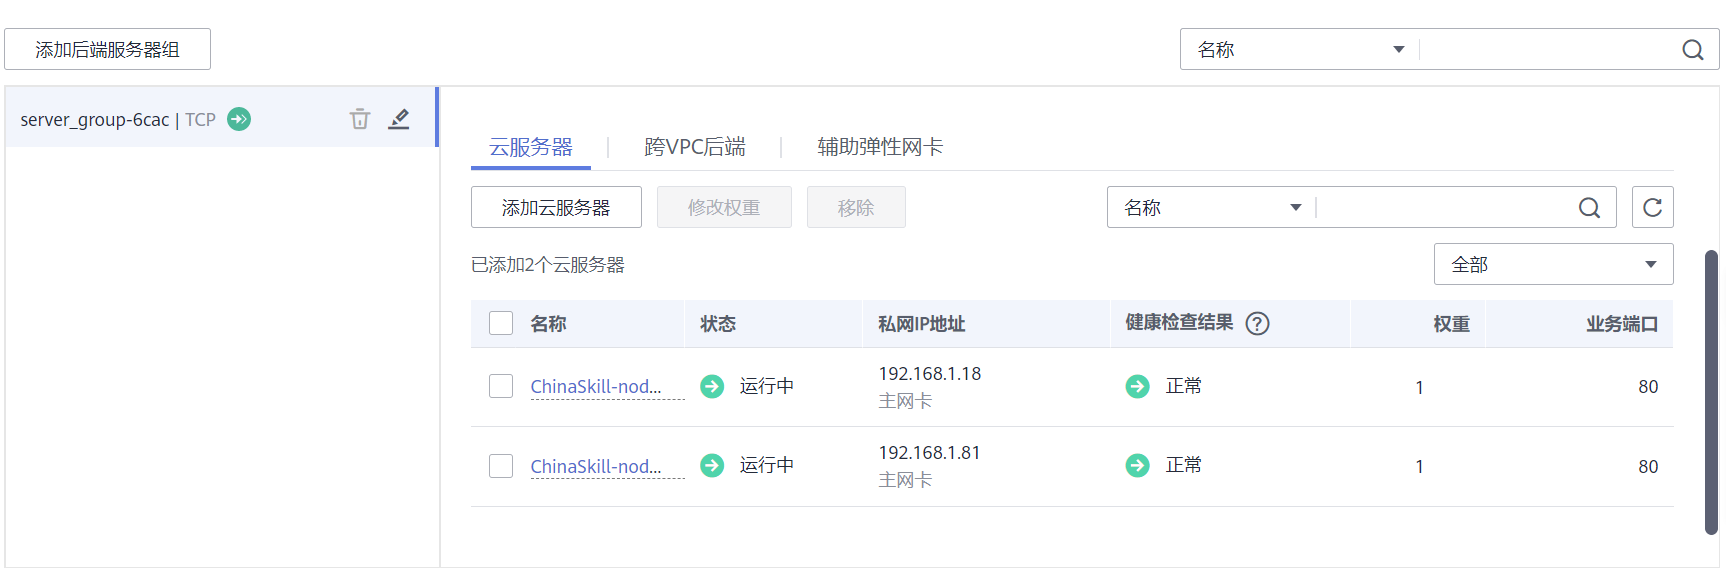 添加后端服务器组
名称
server_group-6cac | TCP
云服务器 跨VPC后端 辅助弹性网卡
添加云服务器 修改权重 移除 名称
已添加2个云服务器 全部
名称 状态 私网IP地址 健康检查结果 ? 权重 业务端口
ChinaSkill-nod... 运行中 192.168.1.18 正常 1 80
主网卡
ChinaSkill-nod... 运行中 192.168.1.81 正常 1 80
主网卡